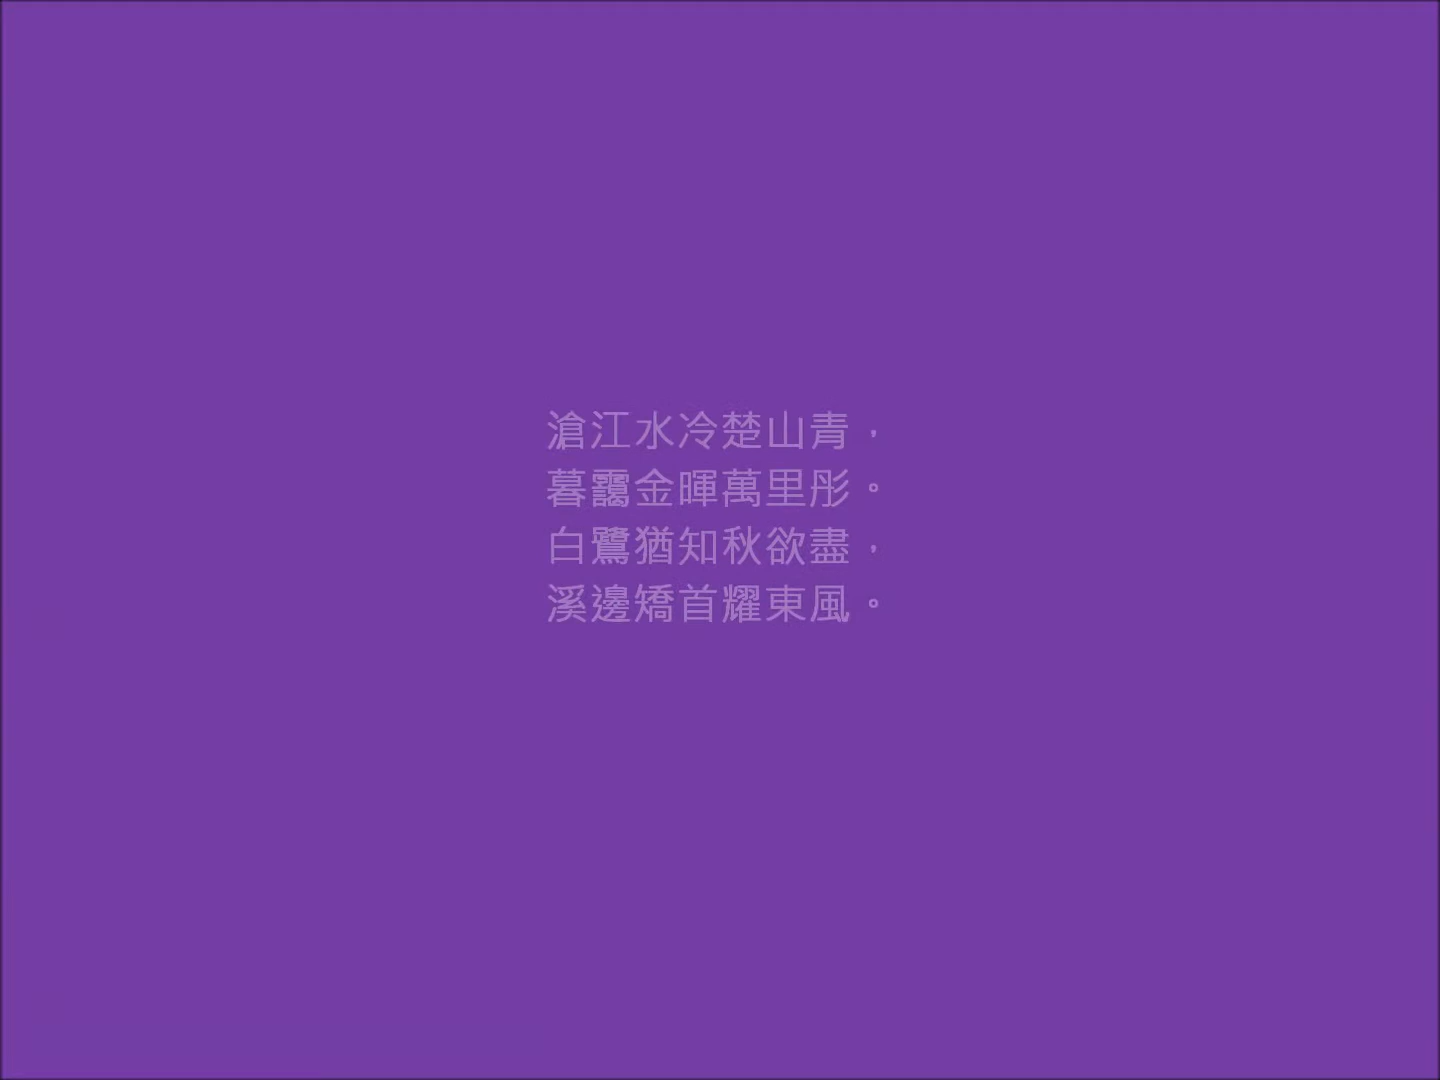 滄江水冷楚山青，
暮靄金暉萬里彤。
白鷺猶知秋欲盡，
溪邊矯首耀東風。